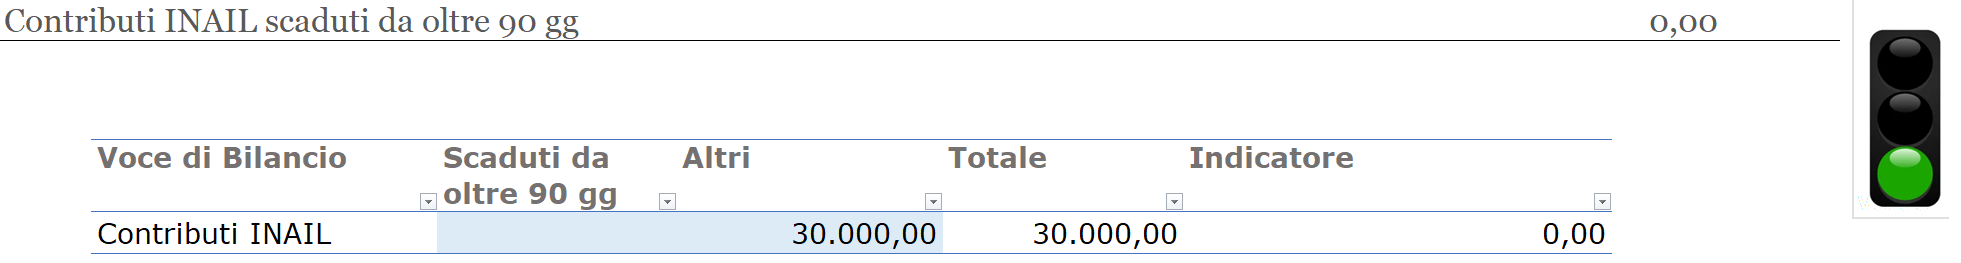 Contributi INAIL scaduti da oltre 90 gg 0,00
Voce di Bilancio Scaduti da oltre 90 gg Altri Totale Indicatore
Contributi INAIL 30.000,00 30.000,00 0,00